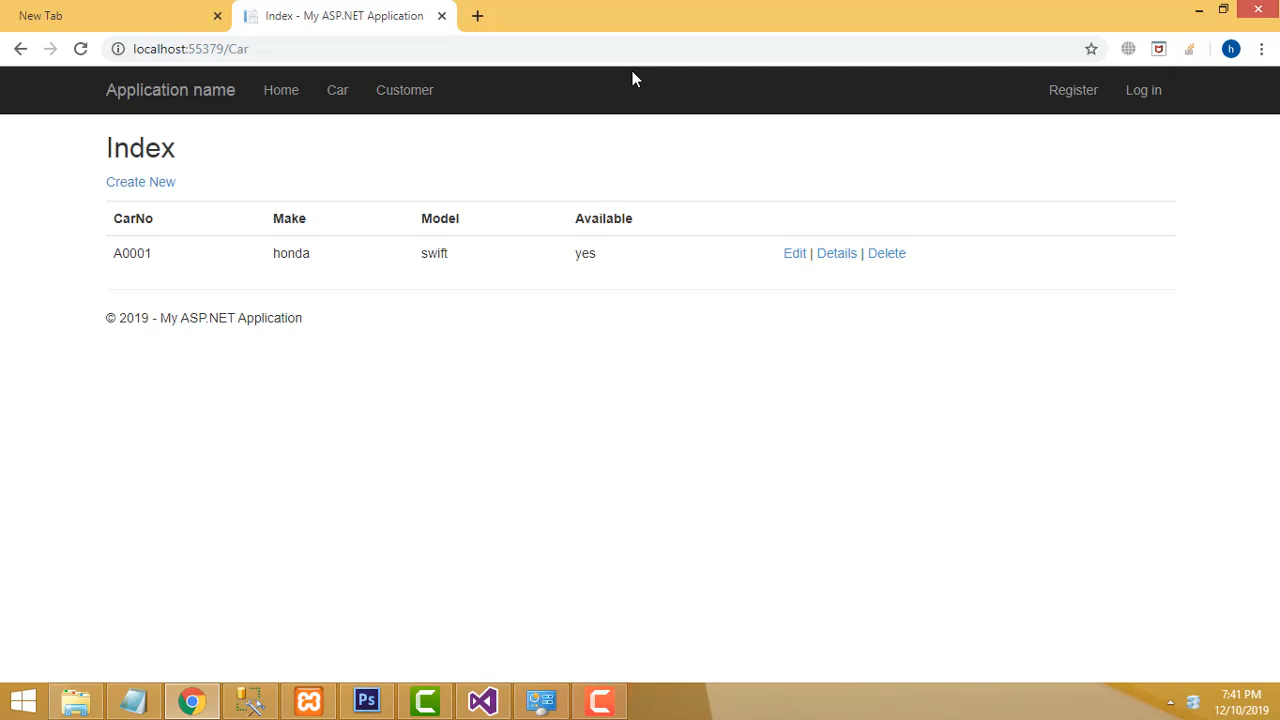 New Tab
Index - My ASP.NET Application
localhost:55379/Car
h
Application name Home Car Customer Register Log in
Index
Create New
CarNo Make Model Available
A0001 honda swift yes Edit | Details | Delete
© 2019 - My ASP.NET Application
Ps
7:41 PM
12/10/2019